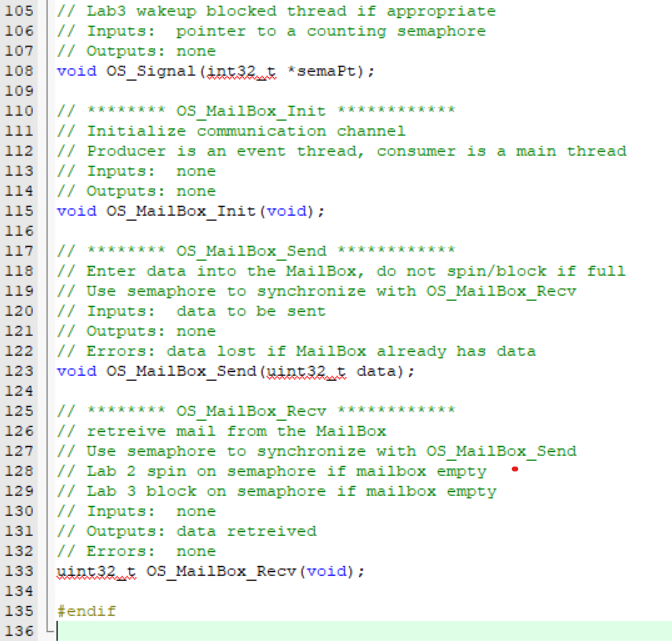 105 // Lab3 wakeup blocked thread if appropriate
106 // Inputs:  pointer to a counting semaphore
107 // Outputs: none
108 void OS_Signal(int32_t *semaPt);
109
110 // ******** OS_MailBox_Init ************
111 // Initialize communication channel
112 // Producer is an event thread, consumer is a main thread
113 // Inputs:  none
114 // Outputs: none
115 void OS_MailBox_Init(void);
116
117 // ******** OS_MailBox_Send ************
118 // Enter data into the MailBox, do not spin/block if full
119 // Use semaphore to synchronize with OS_MailBox_Recv
120 // Inputs:  data to be sent
121 // Outputs: none
122 // Errors: data lost if MailBox already has data
123 void OS_MailBox_Send(uint32_t data);
124
125 // ******** OS_MailBox_Recv ************
126 // retreive mail from the MailBox
127 // Use semaphore to synchronize with OS_MailBox_Send
128 // Lab 2 spin on semaphore if mailbox empty
129 // Lab 3 block on semaphore if mailbox empty
130 // Inputs:  none
131 // Outputs: data retreived
132 // Errors:  none
133 uint32_t OS_MailBox_Recv(void);
134
135 #endif
136